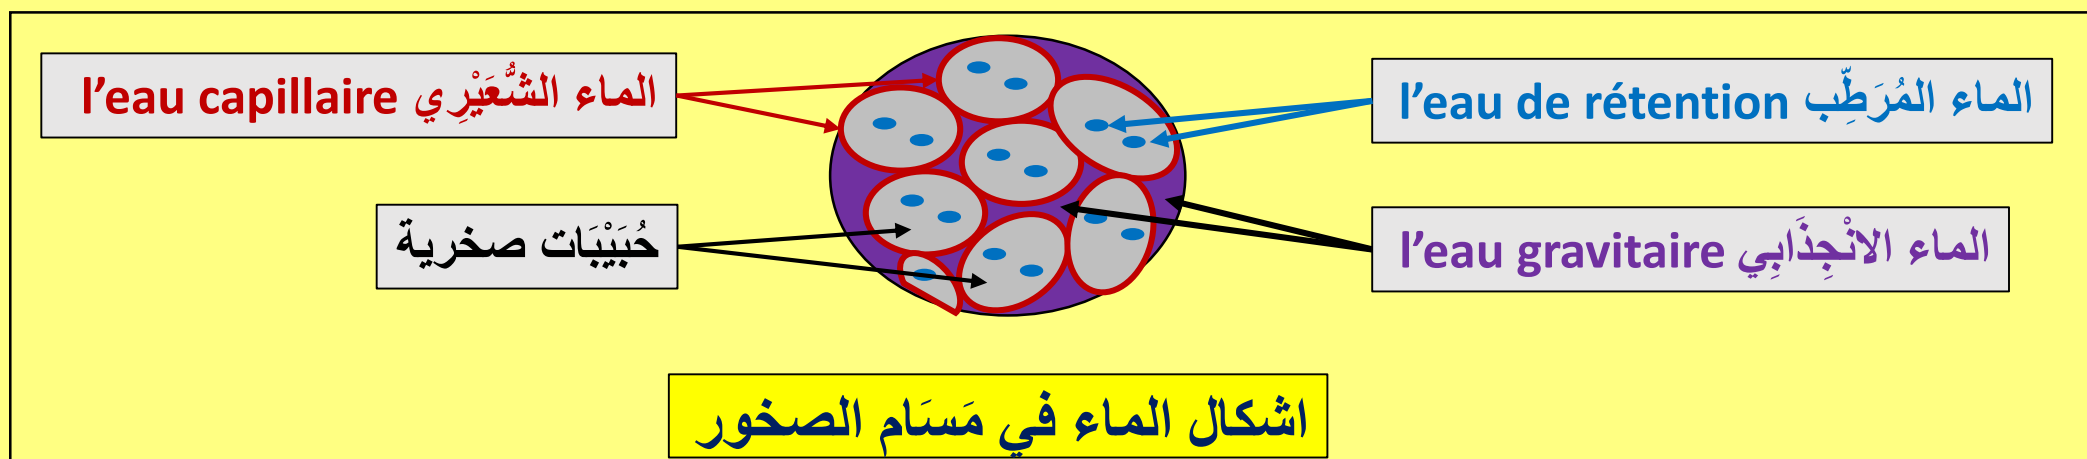 الماء الشُّعَيْرِي l’eau capillaire
الماء المُرَطِّب l’eau de rétention
حُبَيْبَات صخرية
الماء الانْجِذَابِي l’eau gravitaire
اشكال الماء في مَسَام الصخور